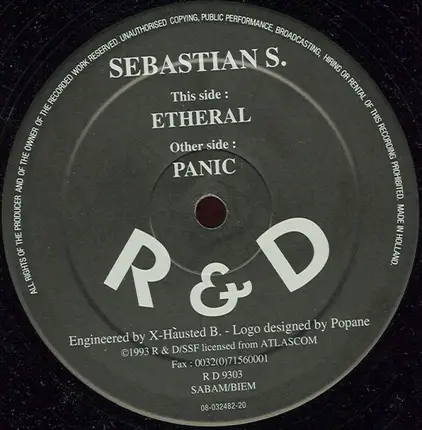 ALL RIGHTS OF THE PRODUCER AND OF THE OWNER OF THE RECORDED WORK RESERVED. UNAUTHORISED COPYING, PUBLIC PERFORMANCE, BROADCASTING, HIRING OR RENTAL OF THIS RECORDING PROHIBITED. MADE IN HOLLAND.
SEBASTIAN S.
This side :
ETHERAL
Other side :
PANIC
R & D
Engineered by X-Hàusted B. - Logo designed by Popane
©1993 R & D/SSF licensed from ATLASCOM
Fax : 0032(0)71560001
R D 9303
SABAM/BIEM
08-032482-20